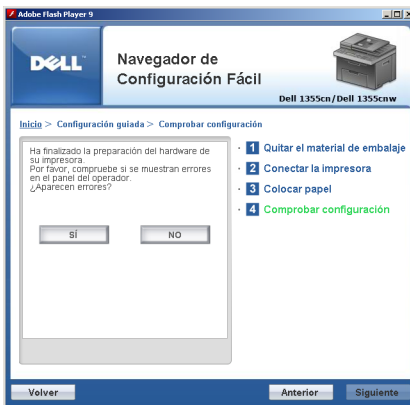 Adobe Flash Player 9
DELL
Navegador de
Configuración Fácil
Dell 1355cn/Dell 1355cnw
Inicio > Configuración guiada > Comprobar configuración
Ha finalizado la preparación del hardware de
su impresora.
Por favor, compruebe si se muestran errores
en el panel del operador.
¿Aparecen errores?
SÍ
NO
1 Quitar el material de embalaje
2 Conectar la impresora
3 Colocar papel
4 Comprobar configuración
Volver
Anterior
Siguiente